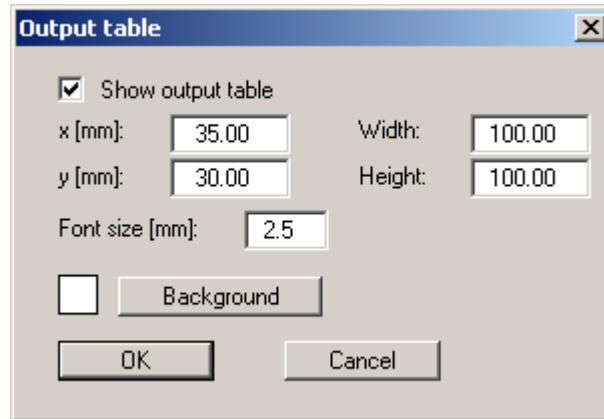 Output table
Show output table
x [mm]: 35.00 Width: 100.00
y [mm]: 30.00 Height: 100.00
Font size [mm]: 2.5
Background
OK Cancel